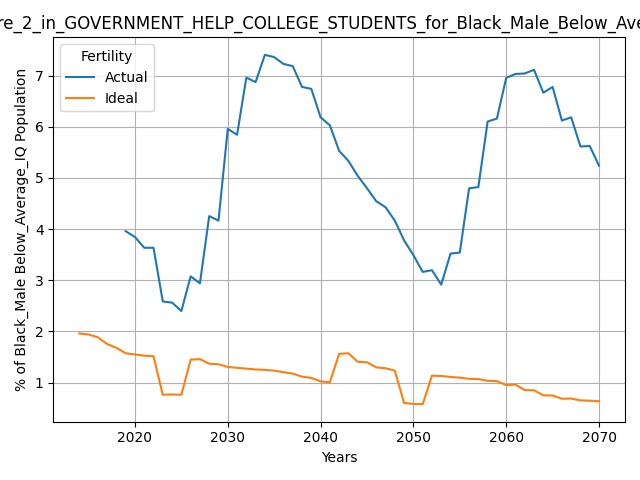 re_2_in_GOVERNMENT_HELP_COLLEGE_STUDENTS_for_Black_Male_Below_Ave
Fertility
Actual
Ideal
% of Black_Male Below_Average_IQ Population
7
6
5
4
3
2
1
2020 2030 2040 2050 2060 2070
Years